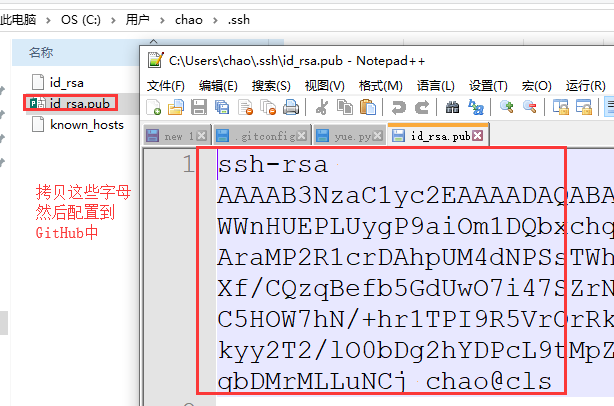 此电脑 > OS (C:) > 用户 > chao > .ssh
名称
id_rsa
id_rsa.pub
known_hosts
拷贝这些字母
然后配置到
GitHub中
C:\Users\chao\.ssh\id_rsa.pub - Notepad++
文件(F) 编辑(E) 搜索(S) 视图(V) 格式(M) 语言(L) 设置(T) 宏(O) 运行(R)
new 1 .gitconfig yue.py id_rsa.pub
1 ssh-rsa
AAAAB3NzaC1yc2EAAAADAQABA
WWnHUEPLUygP9aiOm1DQbxchq
AraMP2R1crDAhpUM4dNPSsTWh
Xf/CQzqBefb5GdUwO7i47SZrN
C5HOW7hN/+hr1TPI9R5VrOrRk
kyy2T2/lO0bDg2hYDPcL9tMpZ
qbDMrMLLuNCj chao@cls